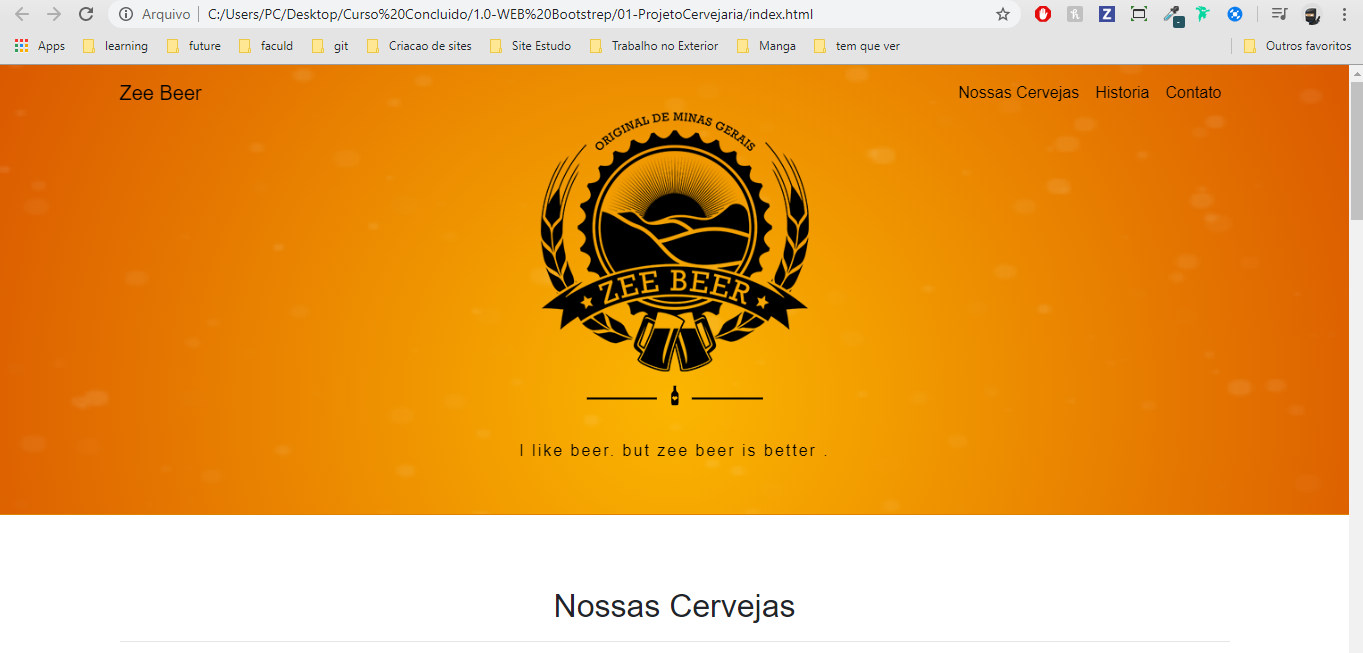 Arquivo C:/Users/PC/Desktop/Curso%20Concluido/1.0-WEB%20Bootstrep/01-ProjetoCervejaria/index.html
Apps learning future faculd git Criacao de sites Site Estudo Trabalho no Exterior Manga tem que ver Outros favoritos
Zee Beer Nossas Cervejas Historia Contato
ORIGINAL DE MINAS GERAIS
ZEE BEER
I like beer. but zee beer is better .
Nossas Cervejas